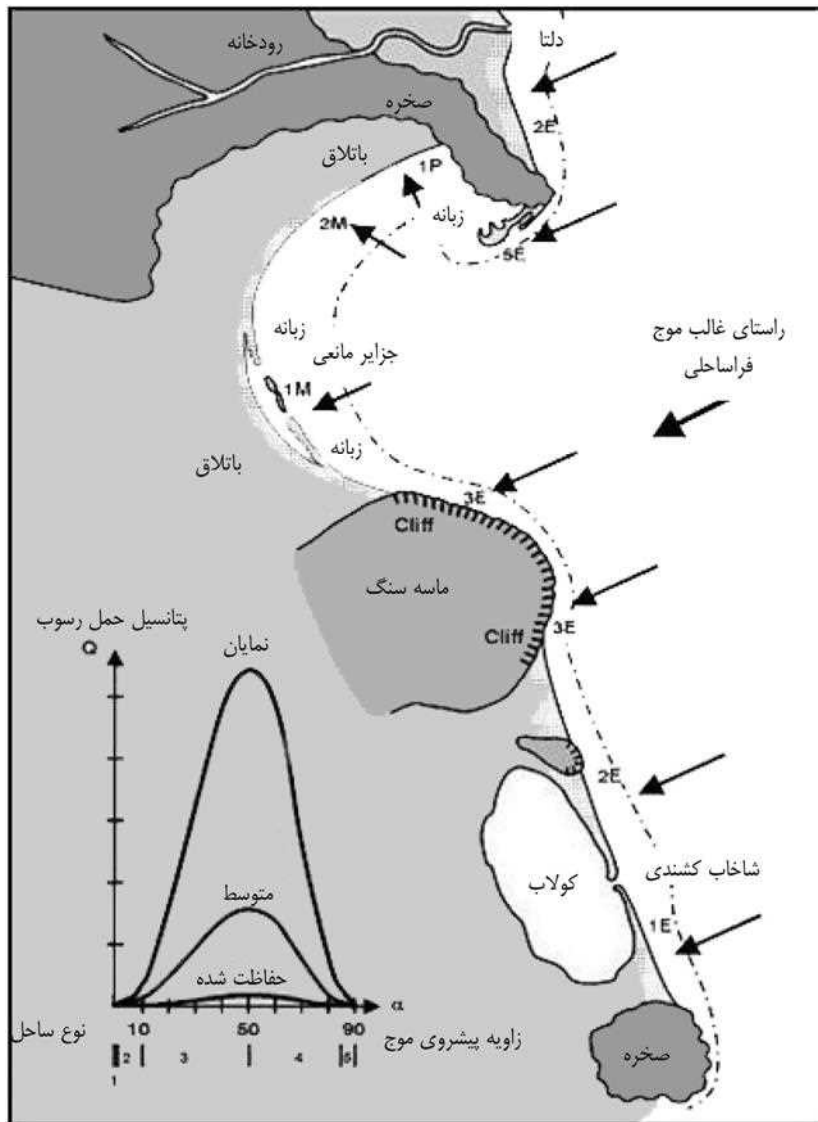 رودخانه
دلتا
صخره
2E
باتلاق
1P
زبانه
2M
5E
زبانه
راستای غالب موج
فراساحلی
جزایر مانعی
1M
زبانه
باتلاق
3E
Cliff
ماسه سنگ
پتانسیل حمل رسوب
3E
Cliff
Q
نمایان
2E
شاخاب کشندی
کولاب
متوسط
1E
حفاظت شده
α
10 50 90
نوع ساحل
زاویه پیشروی موج
صخره
1 2 3 4 5